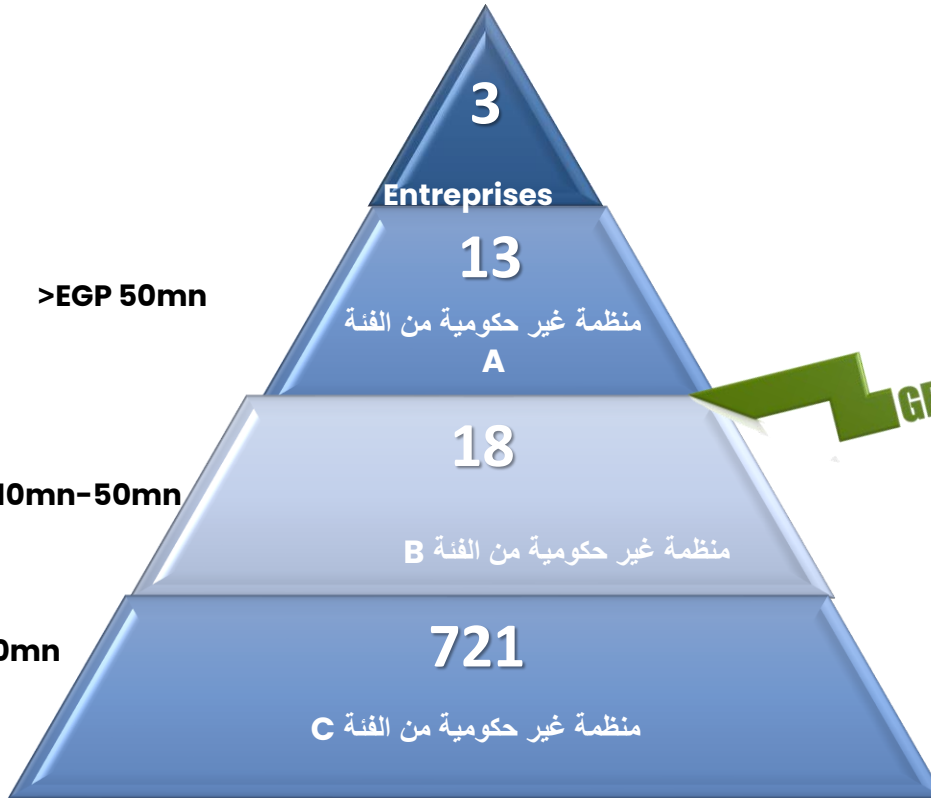 3
Entreprises
13
>EGP 50mn
منظمة غير حكومية من الفئة
A
18
10mn-50mn
منظمة غير حكومية من الفئة B
721
0mn
منظمة غير حكومية من الفئة C